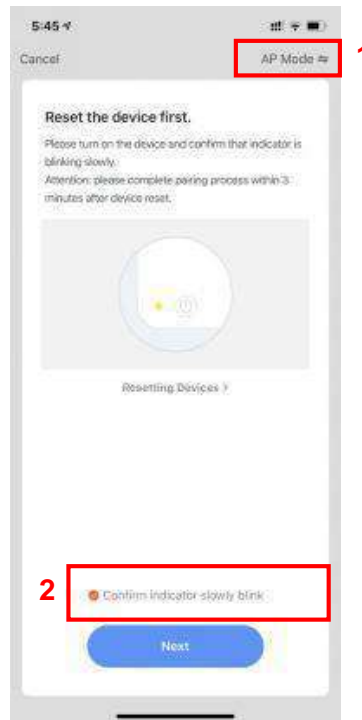 5:45
1
Cancel
AP Mode ⇋
Reset the device first.
Please turn on the device and confirm that indicator is
blinking slowly.
Attention: please complete pairing process within 3
minutes after device reset.
Resetting Devices >
2
Confirm indicator slowly blink
Next